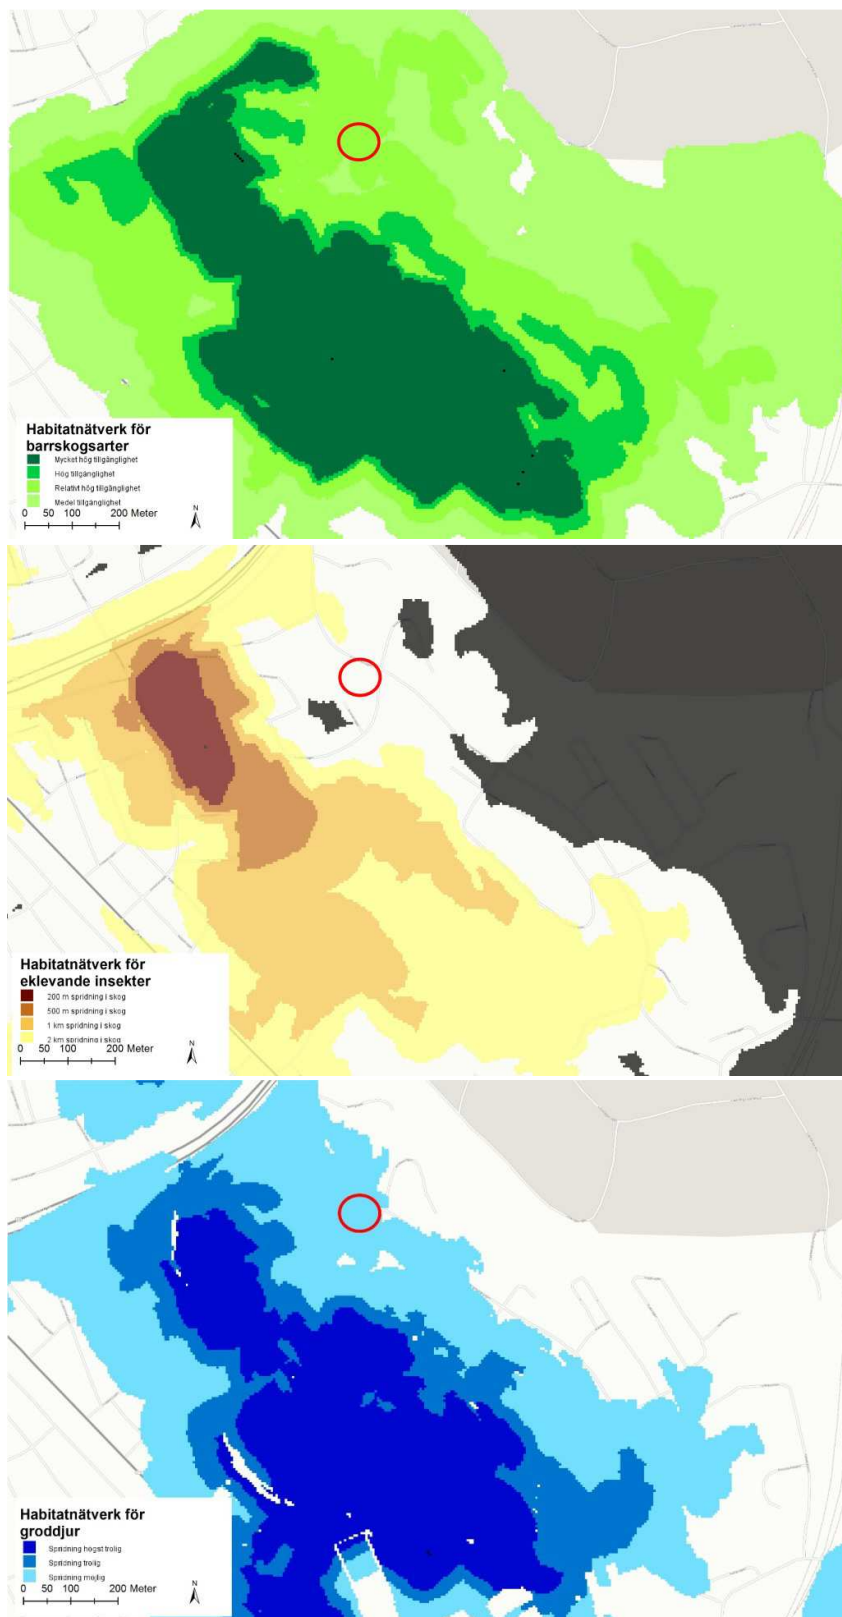 Habitatnätverk för
barrskogsarter
Mycket hög tillgänglighet
Hög tillgänglighet
Relativt hög tillgänglighet
Medel tillgänglighet
0 50 100 200 Meter
N
Habitatnätverk för
eklevande insekter
200 m spridning i skog
500 m spridning i skog
1 km spridning i skog
2 km spridning i skog
0 50 100 200 Meter
N
Habitatnätverk för
groddjur
Spridning högst trolig
Spridning trolig
Spridning möjlig
0 50 100 200 Meter
N